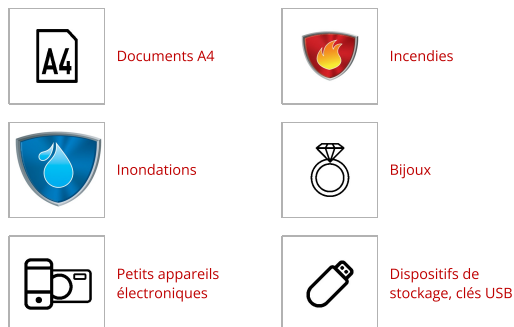 A4
Documents A4
Incendies
Inondations
Bijoux
Petits appareils
électroniques
Dispositifs de
stockage, clés USB